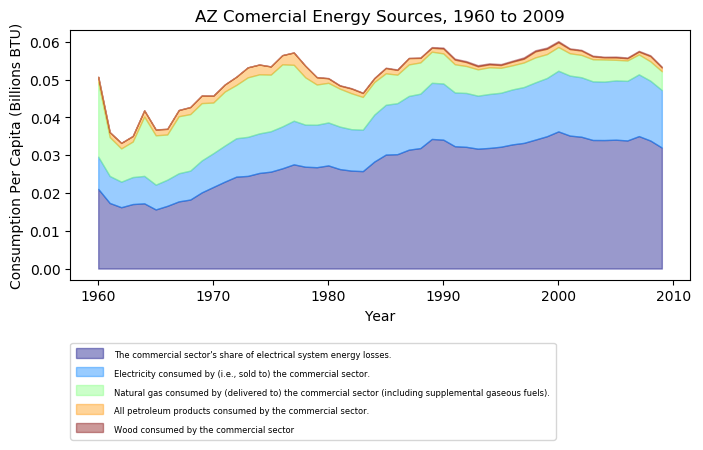 AZ Comercial Energy Sources, 1960 to 2009
Consumption Per Capita (Billions BTU)
0.06
0.05
0.04
0.03
0.02
0.01
0.00
1960
1970
1980
1990
2000
2010
Year
The commercial sector's share of electrical system energy losses.
Electricity consumed by (i.e., sold to) the commercial sector.
Natural gas consumed by (delivered to) the commercial sector (including supplemental gaseous fuels).
All petroleum products consumed by the commercial sector.
Wood consumed by the commercial sector